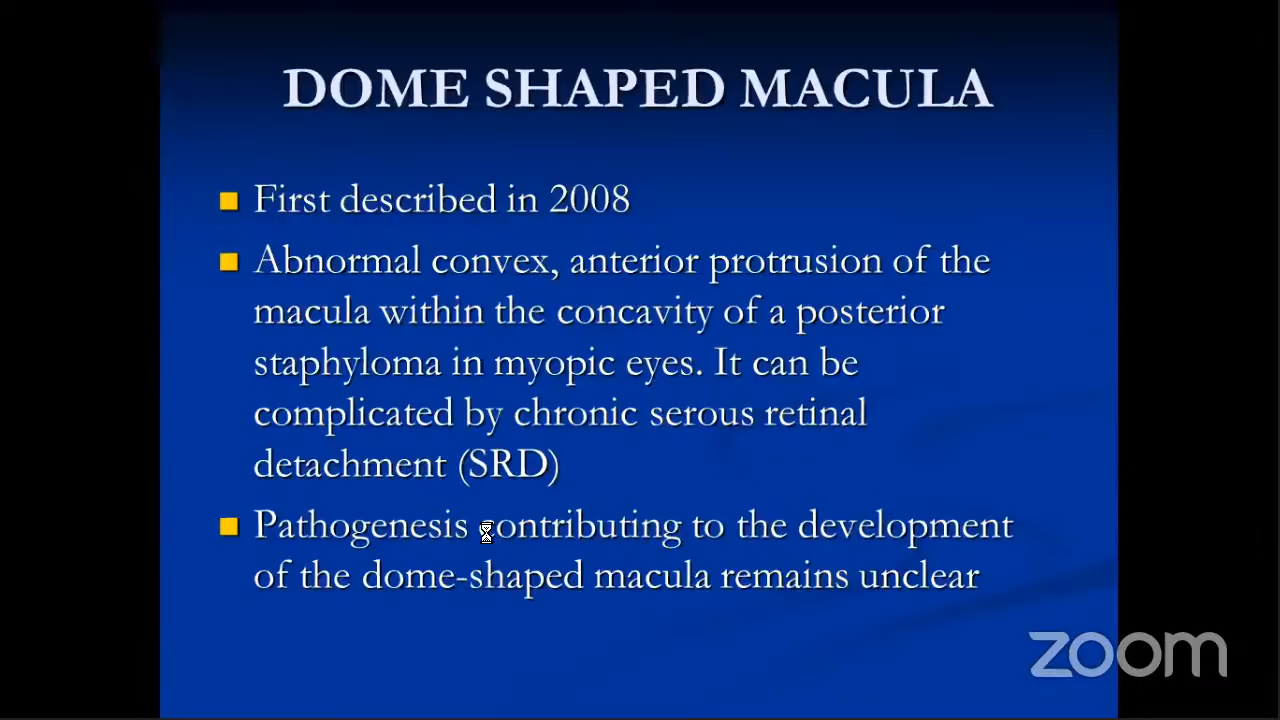 DOME SHAPED MACULA
First described in 2008
Abnormal convex, anterior protrusion of the
macula within the concavity of a posterior
staphyloma in myopic eyes. It can be
complicated by chronic serous retinal
detachment (SRD)
Pathogenesis contributing to the development
of the dome-shaped macula remains unclear
zoom